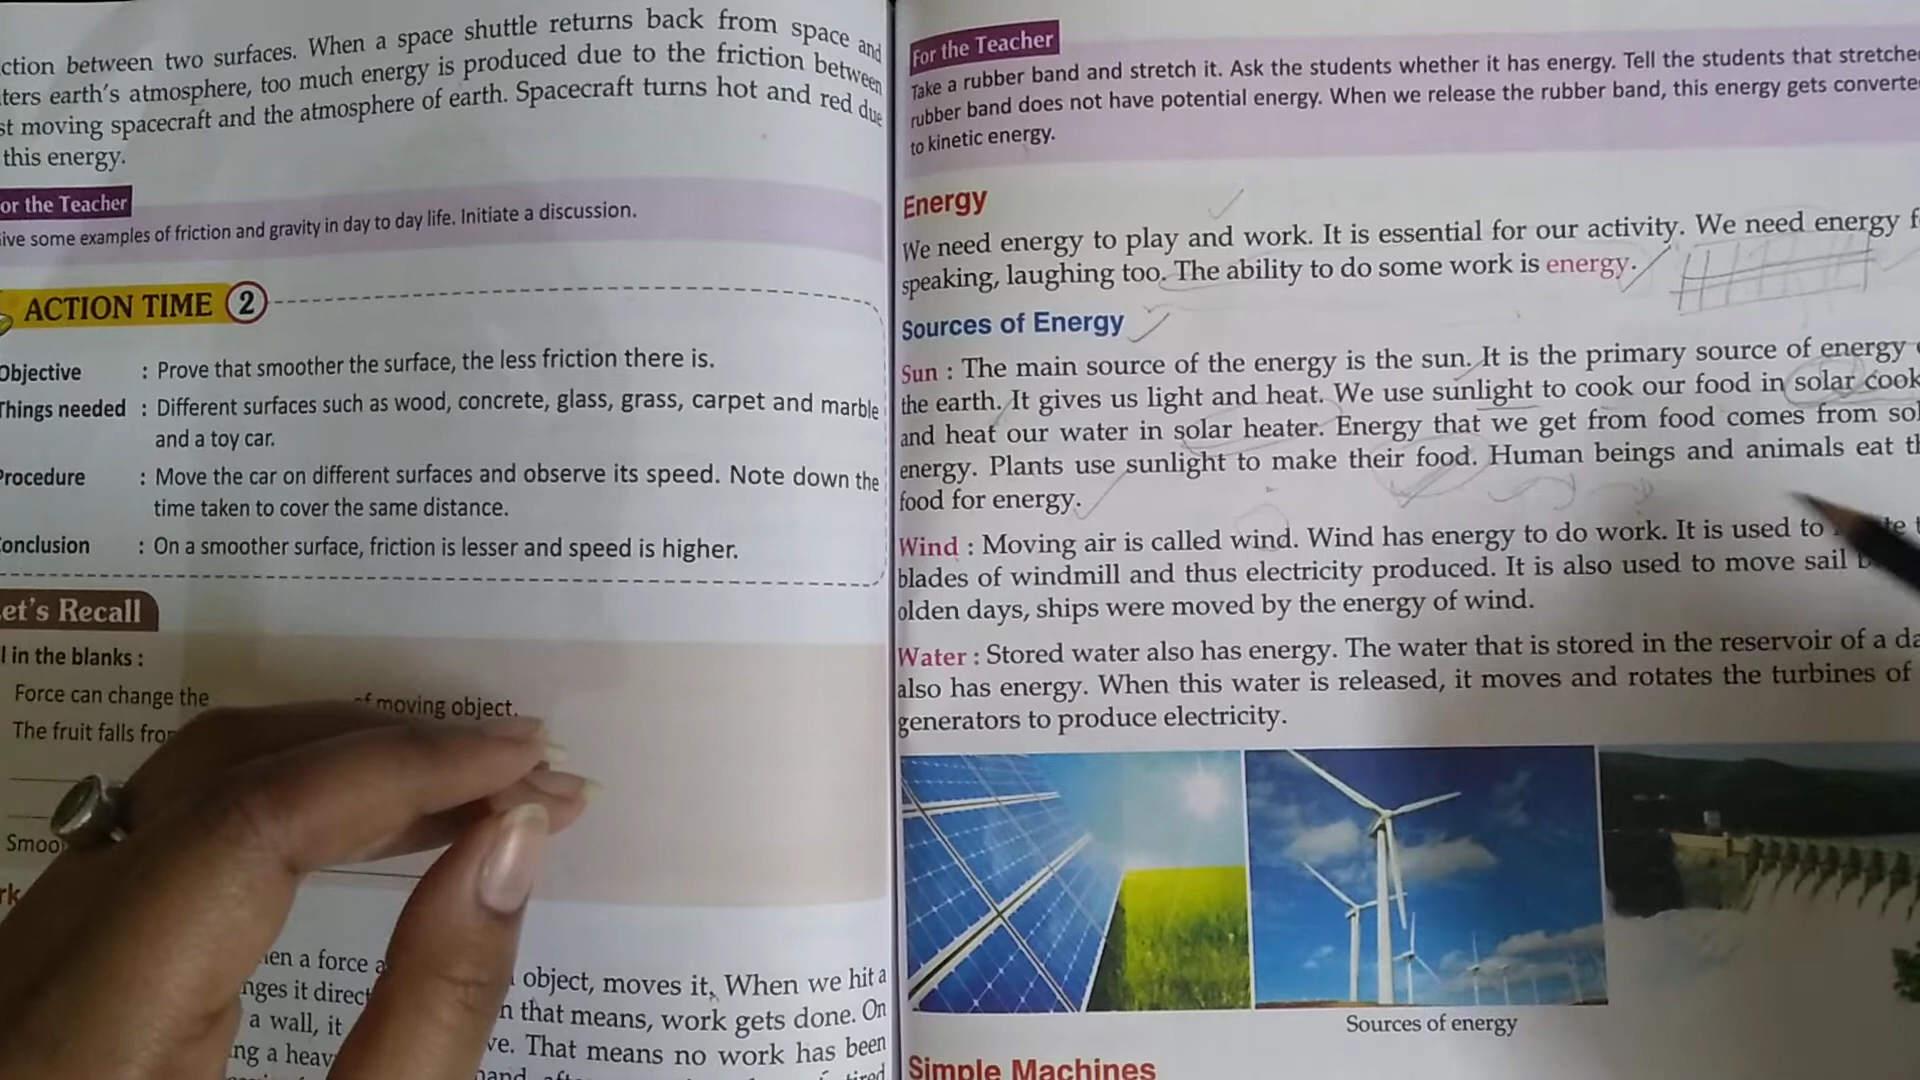 ction between two surfaces. When a space shuttle returns back from space and
ters earth's atmosphere, too much energy is produced due to the friction between
st moving spacecraft and the atmosphere of earth. Spacecraft turns hot and red due
this energy.
or the Teacher
ive some examples of friction and gravity in day to day life. Initiate a discussion.
ACTION TIME 2
Objective : Prove that smoother the surface, the less friction there is.
Things needed : Different surfaces such as wood, concrete, glass, grass, carpet and marble
and a toy car.
Procedure : Move the car on different surfaces and observe its speed. Note down the
time taken to cover the same distance.
onclusion : On a smoother surface, friction is lesser and speed is higher.
et's Recall
l in the blanks :
Force can change the of moving object.
The fruit falls from
Smoo
rk
en a force a object, moves it. When we hit a
nges it direct n that means, work gets done. On
a wall, it ve. That means no work has been
ng a heav
For the Teacher
Take a rubber band and stretch it. Ask the students whether it has energy. Tell the students that stretche
rubber band does not have potential energy. When we release the rubber band, this energy gets converte
to kinetic energy.
Energy
We need energy to play and work. It is essential for our activity. We need energy f
speaking, laughing too. The ability to do some work is energy.
Sources of Energy
Sun : The main source of the energy is the sun. It is the primary source of energy
the earth. It gives us light and heat. We use sunlight to cook our food in solar cook
and heat our water in solar heater. Energy that we get from food comes from sol
energy. Plants use sunlight to make their food. Human beings and animals eat th
food for energy.
Wind : Moving air is called wind. Wind has energy to do work. It is used to
blades of windmill and thus electricity produced. It is also used to move sail b
olden days, ships were moved by the energy of wind.
Water : Stored water also has energy. The water that is stored in the reservoir of a da
also has energy. When this water is released, it moves and rotates the turbines of
generators to produce electricity.
Sources of energy
Simple Machines